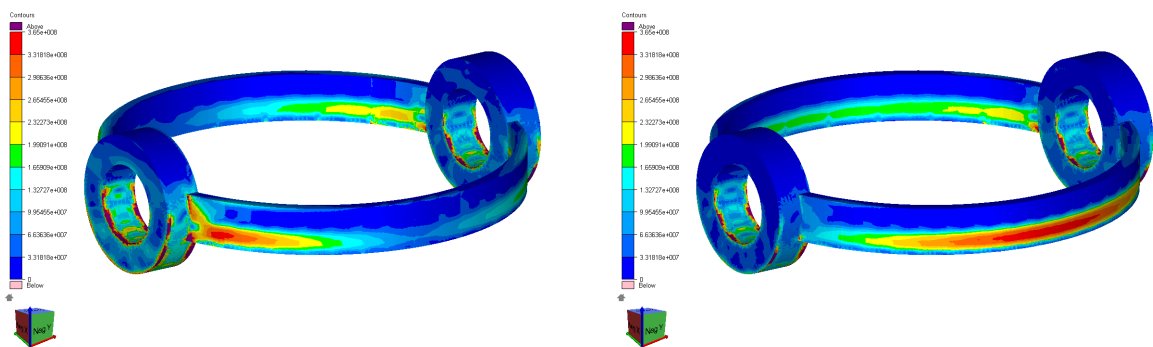 Contours
Above
3.65e+008
3.31818e+008
2.98636e+008
2.65455e+008
2.32273e+008
1.99091e+008
1.65909e+008
1.32727e+008
9.95455e+007
6.63636e+007
3.31818e+007
0
Below
Neg Y
Contours
Above
3.65e+008
3.31818e+008
2.98636e+008
2.65455e+008
2.32273e+008
1.99091e+008
1.65909e+008
1.32727e+008
9.95455e+007
6.63636e+007
3.31818e+007
0
Below
Neg X
Neg Y